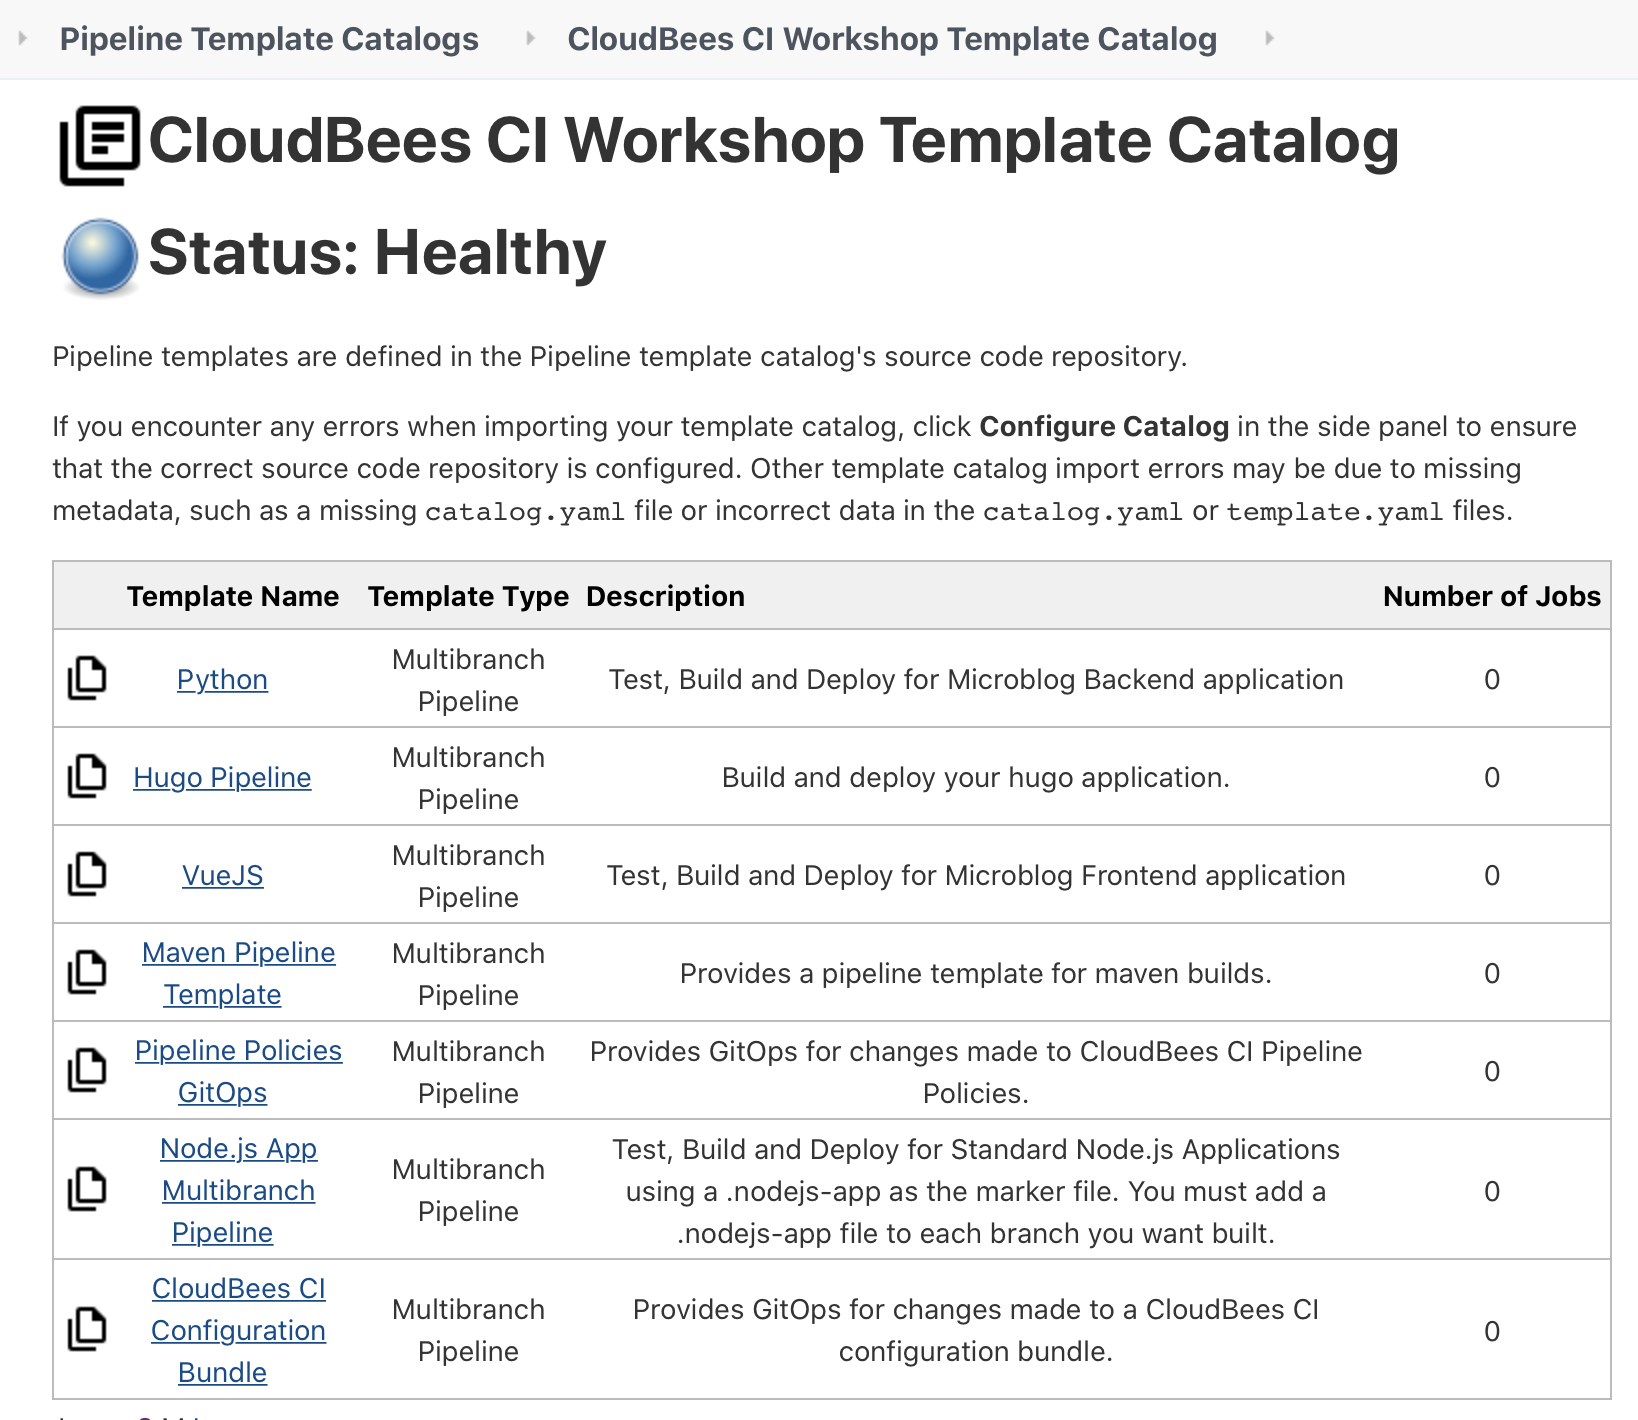 Pipeline Template Catalogs CloudBees CI Workshop Template Catalog
CloudBees CI Workshop Template Catalog
Status: Healthy
Pipeline templates are defined in the Pipeline template catalog's source code repository.
If you encounter any errors when importing your template catalog, click Configure Catalog in the side panel to ensure
that the correct source code repository is configured. Other template catalog import errors may be due to missing
metadata, such as a missing catalog.yaml file or incorrect data in the catalog.yaml or template.yaml files.
Template Name Template Type Description Number of Jobs
Python
Multibranch
Pipeline
Test, Build and Deploy for Microblog Backend application
0
Hugo Pipeline
Multibranch
Pipeline
Build and deploy your hugo application.
0
VueJS
Multibranch
Pipeline
Test, Build and Deploy for Microblog Frontend application
0
Maven Pipeline
Template
Multibranch
Pipeline
Provides a pipeline template for maven builds.
0
Pipeline Policies
GitOps
Multibranch
Pipeline
Provides GitOps for changes made to CloudBees CI Pipeline
Policies.
0
Node.js App
Multibranch
Pipeline
Multibranch
Pipeline
Test, Build and Deploy for Standard Node.js Applications
using a .nodejs-app as the marker file. You must add a
.nodejs-app file to each branch you want built.
0
CloudBees CI
Configuration
Bundle
Multibranch
Pipeline
Provides GitOps for changes made to a CloudBees CI
configuration bundle.
0